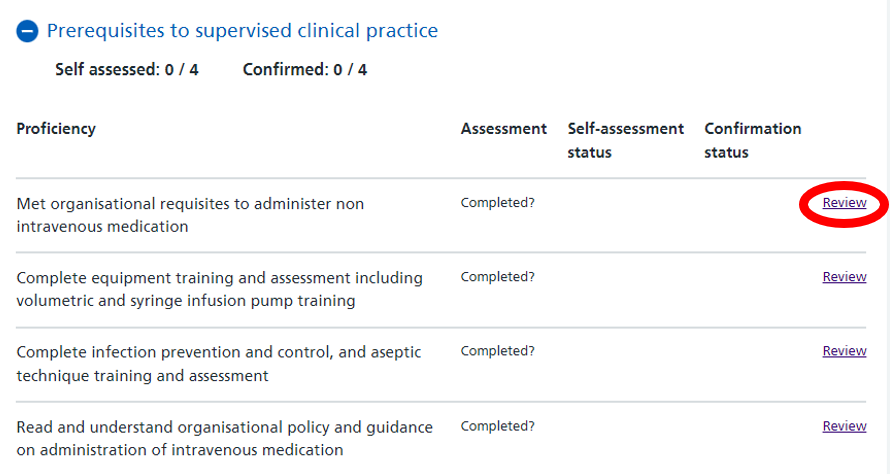 Prerequisites to supervised clinical practice
Self assessed: 0 / 4 Confirmed: 0 / 4
Proficiency Assessment Self-assessment status Confirmation status
Met organisational requisites to administer non Completed? Review
intravenous medication
Complete equipment training and assessment including Completed? Review
volumetric and syringe infusion pump training
Complete infection prevention and control, and aseptic Completed? Review
technique training and assessment
Read and understand organisational policy and guidance Completed? Review
on administration of intravenous medication